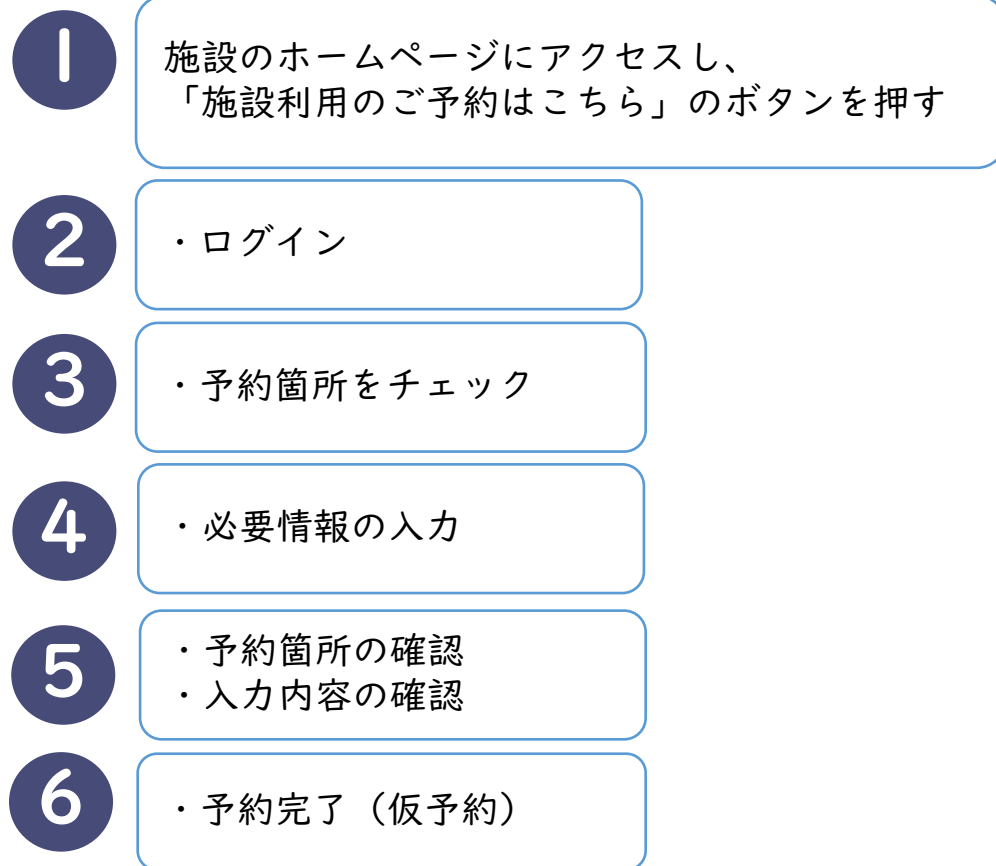 1
施設のホームページにアクセスし、
「施設利用のご予約はこちら」のボタンを押す
2
・ログイン
3
・予約箇所をチェック
4
・必要情報の入力
5
・予約箇所の確認
・入力内容の確認
6
・予約完了（仮予約）